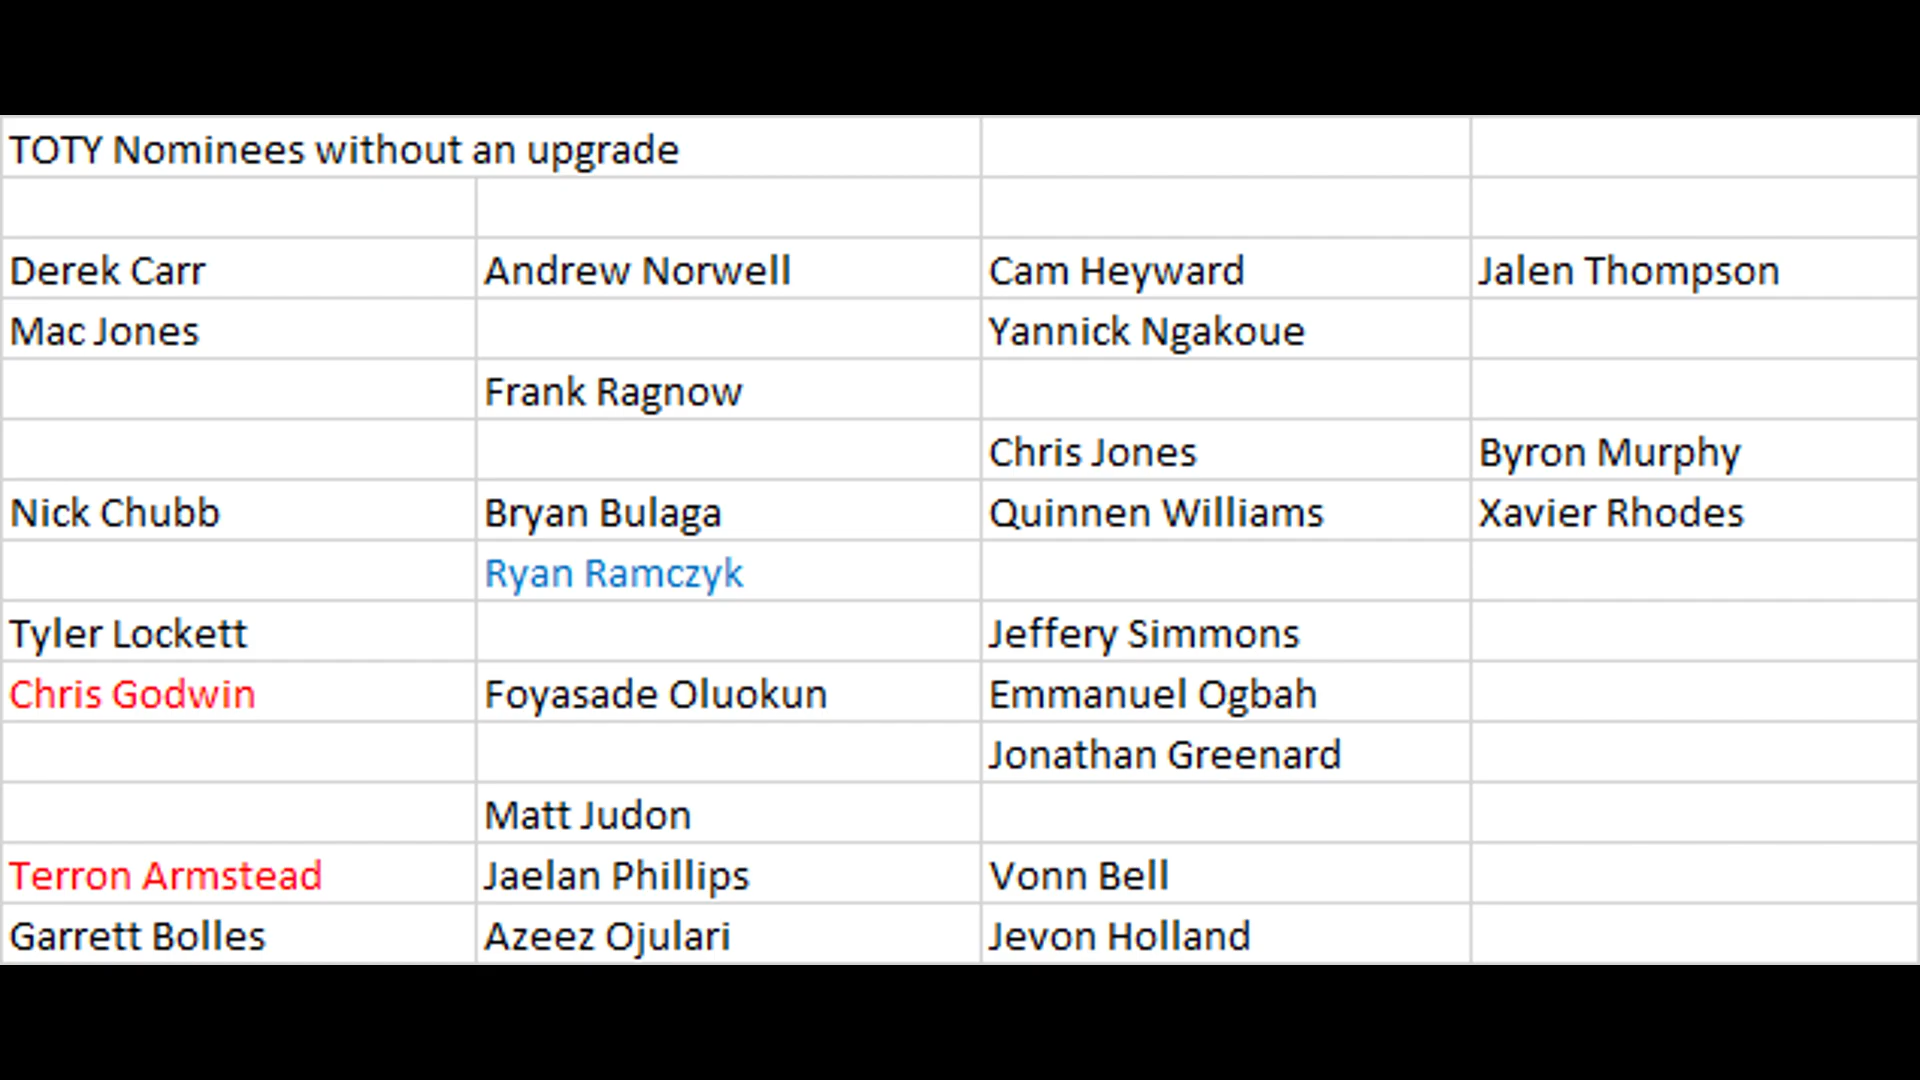 TOTY Nominees without an upgrade
Derek Carr Andrew Norwell Cam Heyward Jalen Thompson
Mac Jones Yannick Ngakoue
Frank Ragnow
Chris Jones Byron Murphy
Nick Chubb Bryan Bulaga Quinnen Williams Xavier Rhodes
Ryan Ramczyk
Tyler Lockett Jeffery Simmons
Chris Godwin Foyasade Oluokun Emmanuel Ogbah
Jonathan Greenard
Matt Judon
Terron Armstead Jaelan Phillips Vonn Bell
Garrett Bolles Azeez Ojulari Jevon Holland